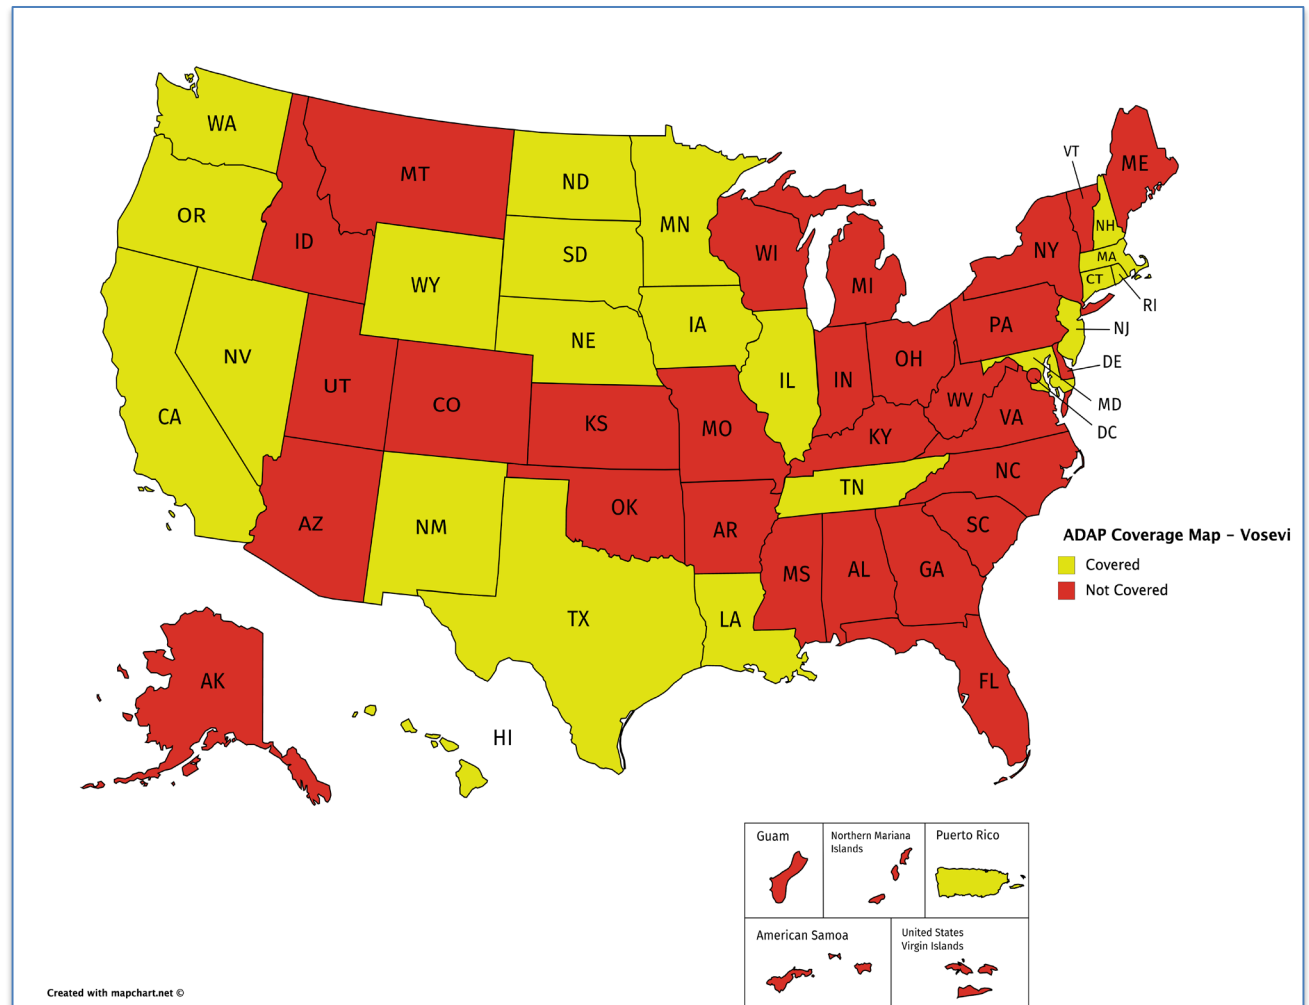 WA
VT
ME
MT
ND
OR
MN
NH
ID
SD
WI
NY
MA
WY
MI
CT
RI
IA
PA
NJ
NE
NV
OH
DE
UT
IL
IN
CO
WV
MD
CA
KS
MO
KY
VA
DC
NC
TN
OK
AZ
NM
AR
SC
ADAP Coverage Map – Vosevi
Covered
Not Covered
MS
AL
GA
TX
LA
AK
FL
HI
Guam
Northern Mariana
Islands
Puerto Rico
American Samoa
United States
Virgin Islands
Created with mapchart.net ©